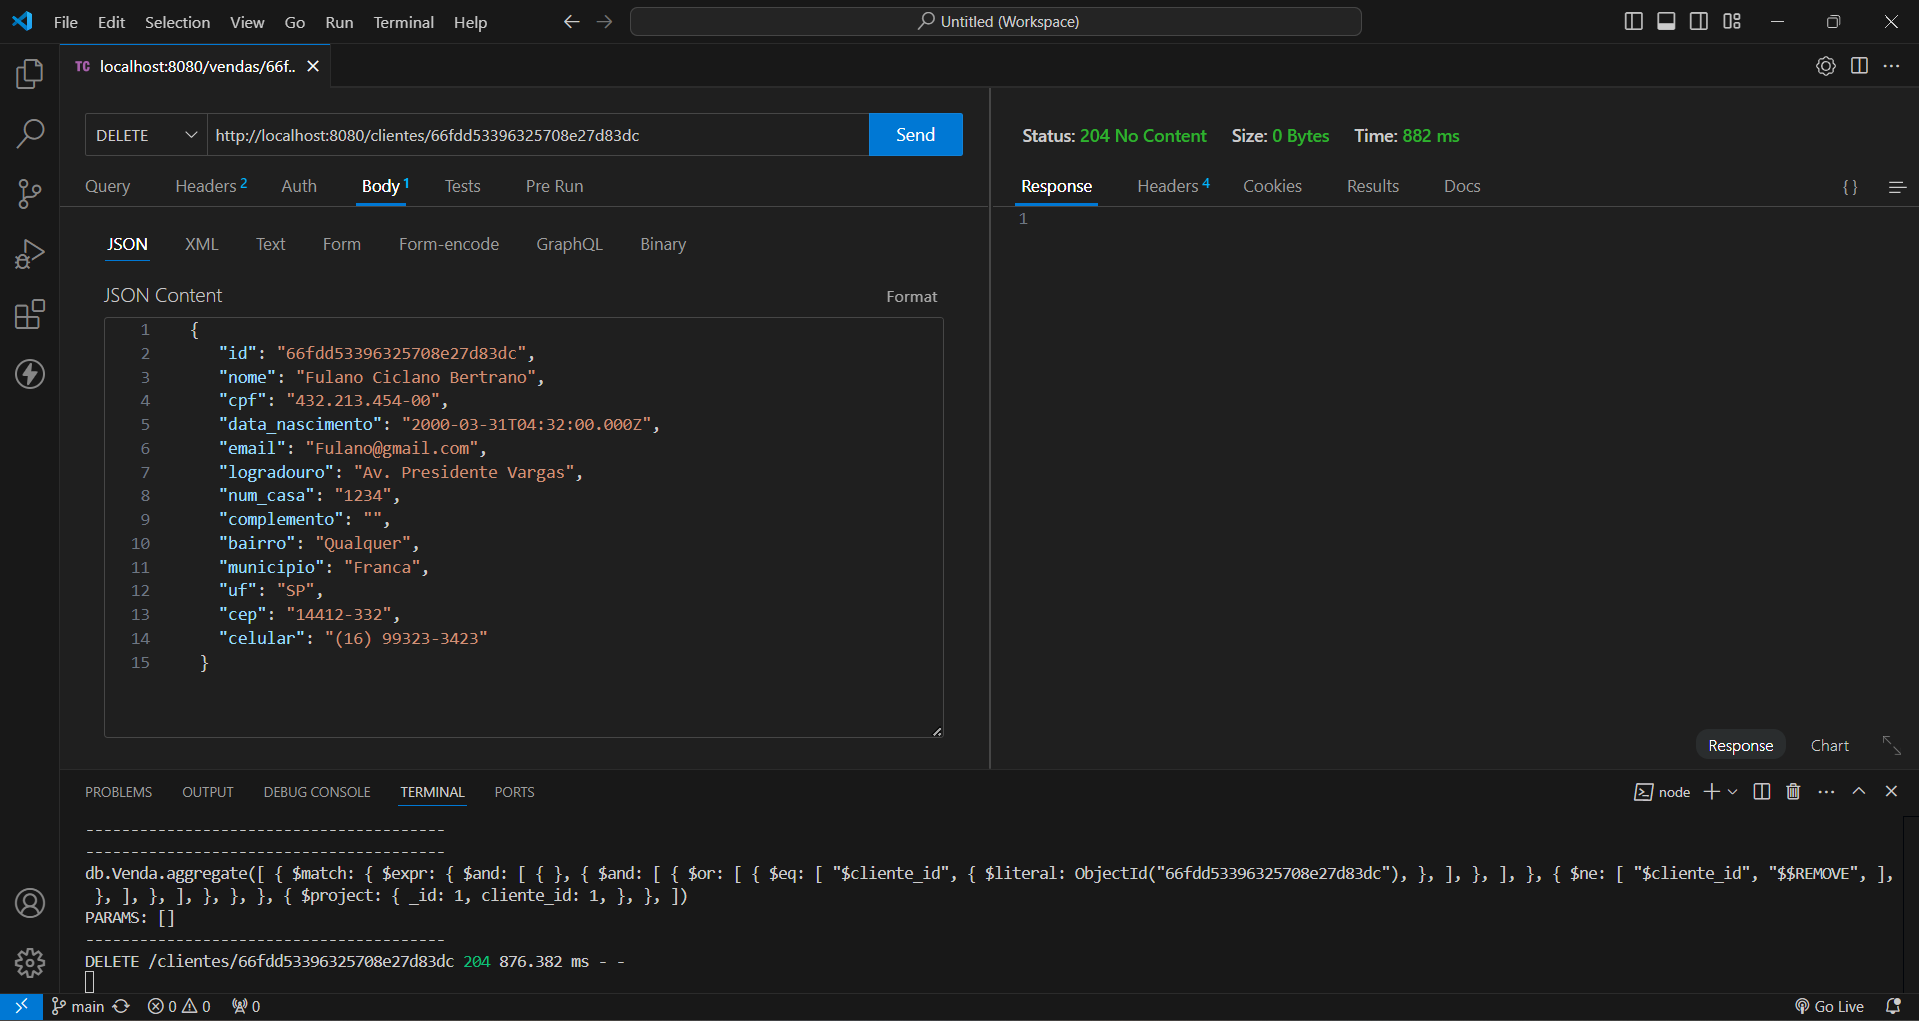 File Edit Selection View Go Run Terminal Help
Untitled (Workspace)
TC localhost:8080/vendas/66f..
DELETE http://localhost:8080/clientes/66fdd53396325708e27d83dc Send
Query Headers 2 Auth Body 1 Tests Pre Run
JSON XML Text Form Form-encode GraphQL Binary
JSON Content Format
1 {
2 "id": "66fdd53396325708e27d83dc",
3 "nome": "Fulano Ciclano Bertrano",
4 "cpf": "432.213.454-00",
5 "data_nascimento": "2000-03-31T04:32:00.000Z",
6 "email": "Fulano@gmail.com",
7 "logradouro": "Av. Presidente Vargas",
8 "num_casa": "1234",
9 "complemento": "",
10 "bairro": "Qualquer",
11 "municipio": "Franca",
12 "uf": "SP",
13 "cep": "14412-332",
14 "celular": "(16) 99323-3423"
15 }
Status: 204 No Content Size: 0 Bytes Time: 882 ms
Response Headers 4 Cookies Results Docs {}
1
Response Chart
PROBLEMS OUTPUT DEBUG CONSOLE TERMINAL PORTS
node
----------------------------------------
----------------------------------------
db.Venda.aggregate([ { $match: { $expr: { $and: [ { }, { $and: [ { $or: [ { $eq: [ "$cliente_id", { $literal: ObjectId("66fdd53396325708e27d83dc"), }, ], }, ], }, { $ne: [ "$cliente_id", "$$REMOVE", ],
}, ], }, ], }, }, }, { $project: { _id: 1, cliente_id: 1, }, }, ])
PARAMS: []
----------------------------------------
DELETE /clientes/66fdd53396325708e27d83dc 204 876.382 ms - -
main 0 0 0 Go Live